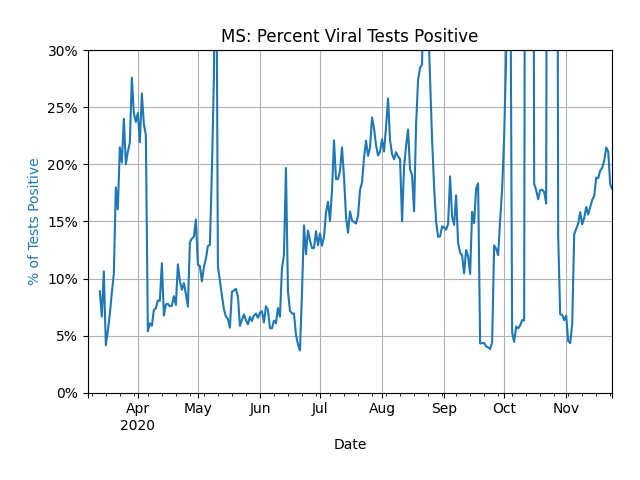 MS: Percent Viral Tests Positive
30%
25%
20%
15%
10%
5%
0%
% of Tests Positive
Apr May Jun Jul Aug Sep Oct Nov
2020
Date